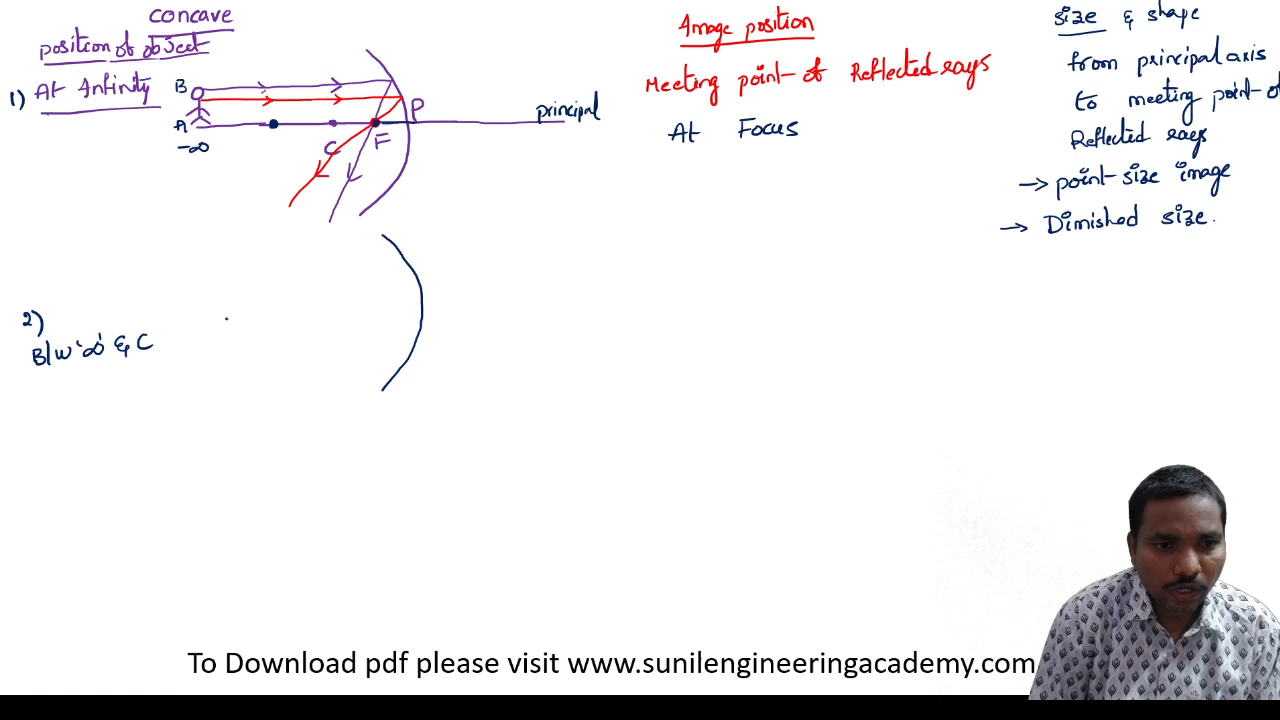 concave
position of object
1) At Infinity
B
A
-∞
C
F
P
principal
Image position
Meeting point of Reflected rays
At Focus
size & shape
from principal axis
to meeting point of
Reflected rays
→ point size image
→ Dimished size.
2)
B/W '∞' & C
To Download pdf please visit www.sunilengineeringacademy.com